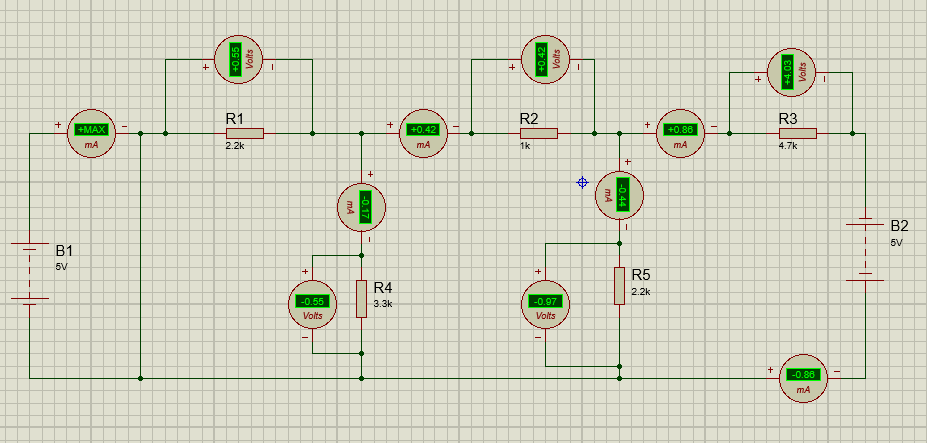 +0.55
Volts
+0.42
Volts
+4.03
Volts
+MAX
mA
R1
2.2k
+0.42
mA
R2
1k
+0.86
mA
R3
4.7k
-0.17
mA
-0.44
mA
B1
5V
B2
5V
-0.55
Volts
R4
3.3k
-0.97
Volts
R5
2.2k
-0.86
mA